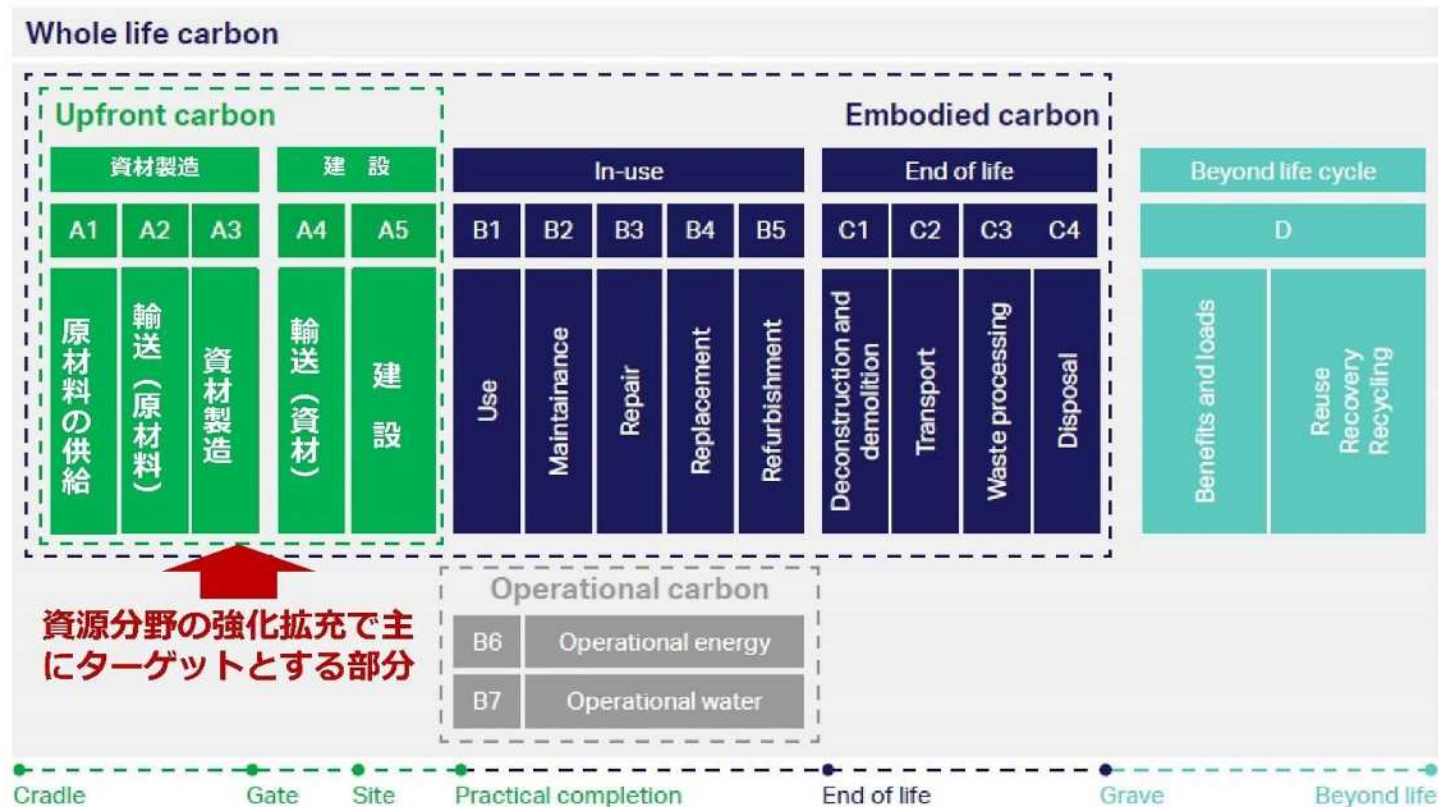 Whole life carbon
Upfront carbon
Embodied carbon
資材製造
建 設
In-use
End of life
Beyond life cycle
A1
A2
A3
A4
A5
B1
B2
B3
B4
B5
C1
C2
C3
C4
D
原材料の供給
輸送（原材料）
資材製造
輸送（資材）
建 設
Use
Maintainance
Repair
Replacement
Refurbishment
Deconstruction and
demolition
Transport
Waste processing
Disposal
Benefits and loads
Reuse
Recovery
Recycling
資源分野の強化拡充で主
にターゲットとする部分
Operational carbon
B6
Operational energy
B7
Operational water
Cradle
Gate
Site
Practical completion
End of life
Grave
Beyond life